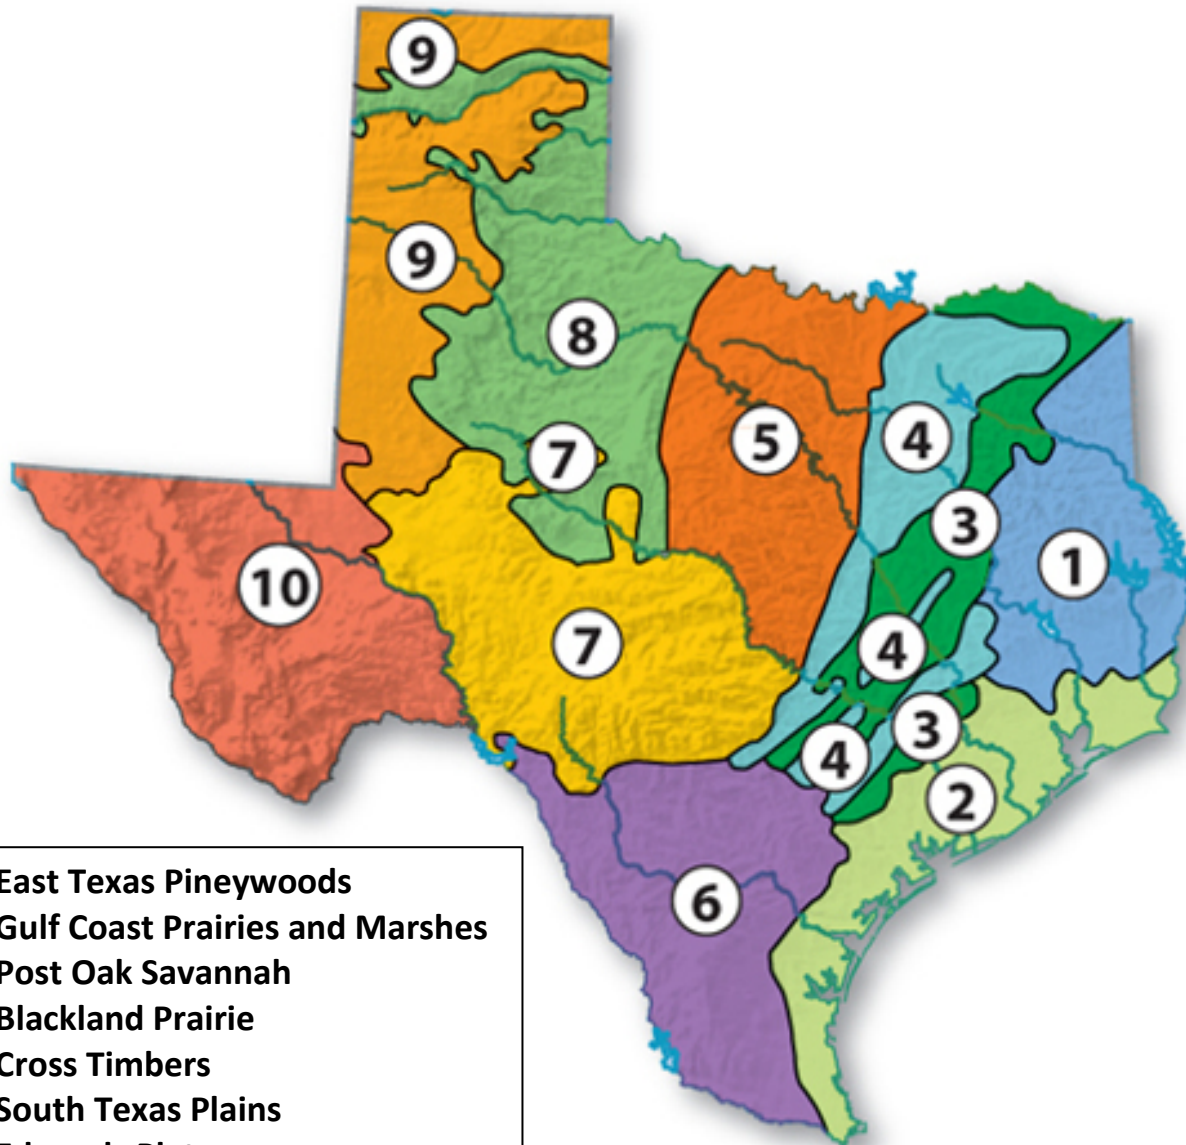 9
9
8
7
5
4
3
1
10
7
4
3
4
2
6
East Texas Pineywoods
Gulf Coast Prairies and Marshes
Post Oak Savannah
Blackland Prairie
Cross Timbers
South Texas Plains